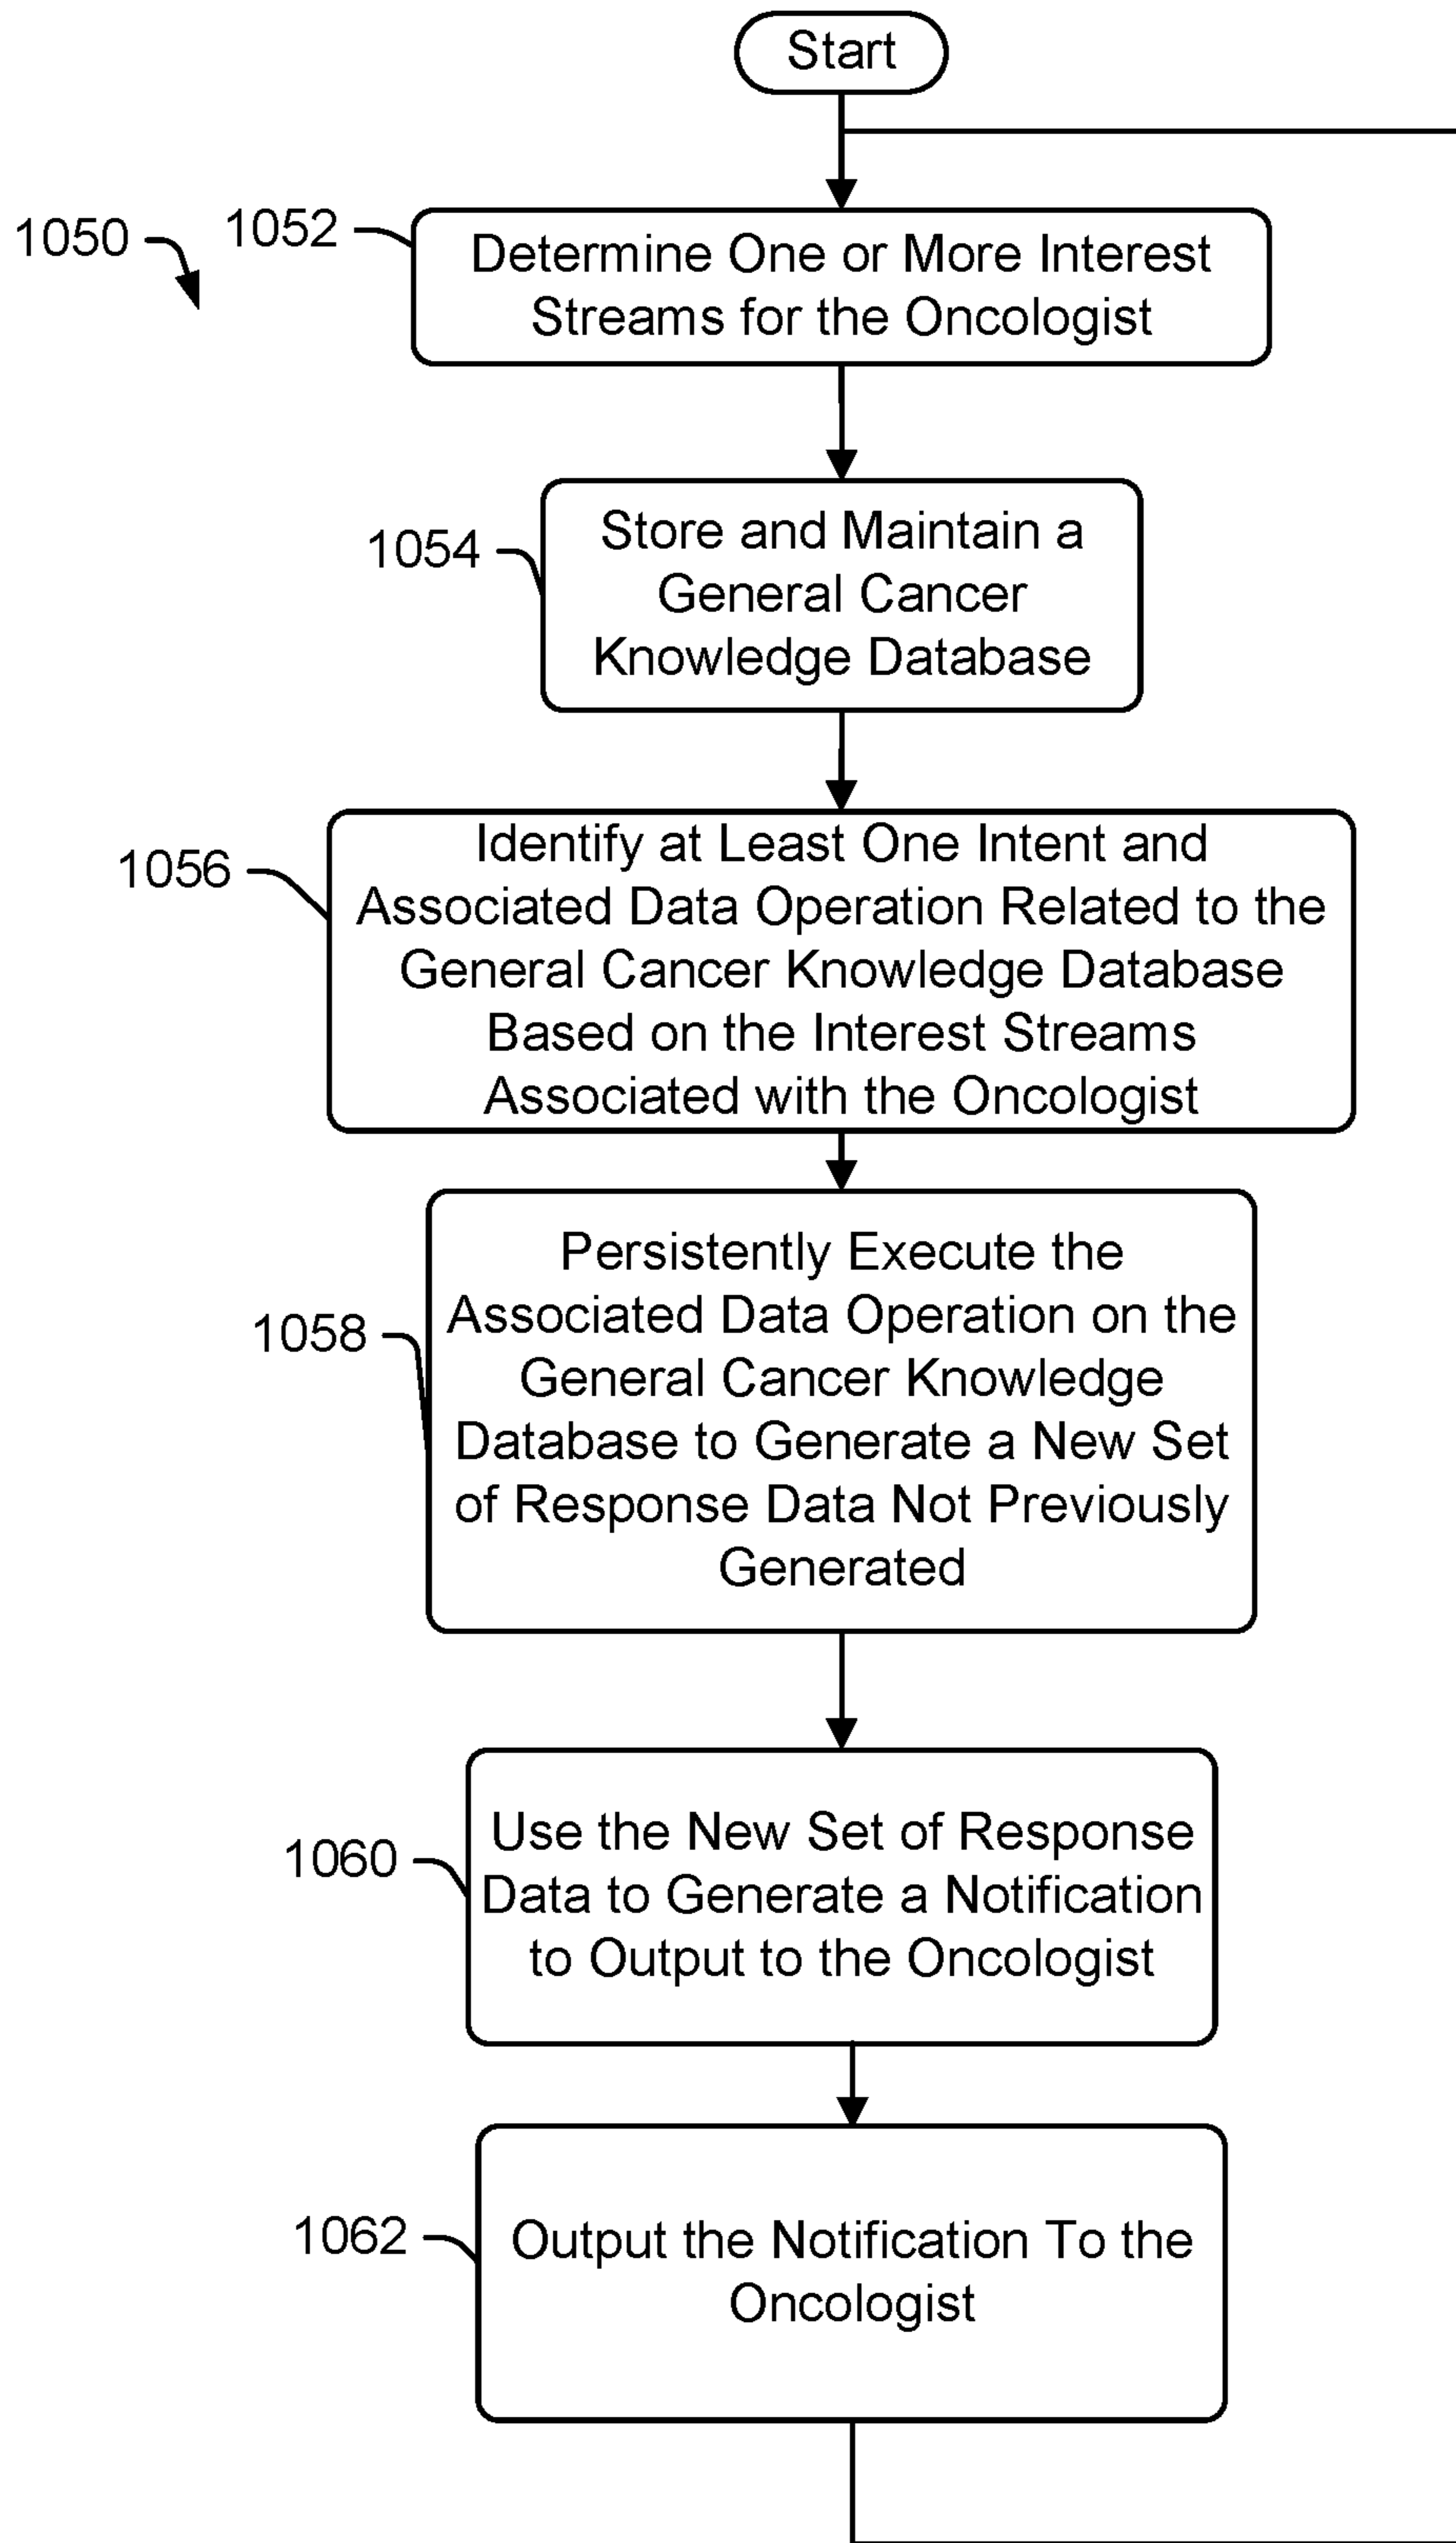 Start
1050
1052
Determine One or More Interest
Streams for the Oncologist
1054
Store and Maintain a
General Cancer
Knowledge Database
1056
Identify at Least One Intent and
Associated Data Operation Related to the
General Cancer Knowledge Database
Based on the Interest Streams
Associated with the Oncologist
1058
Persistently Execute the
Associated Data Operation on the
General Cancer Knowledge
Database to Generate a New Set
of Response Data Not Previously
Generated
1060
Use the New Set of Response
Data to Generate a Notification
to Output to the Oncologist
1062
Output the Notification To the
Oncologist